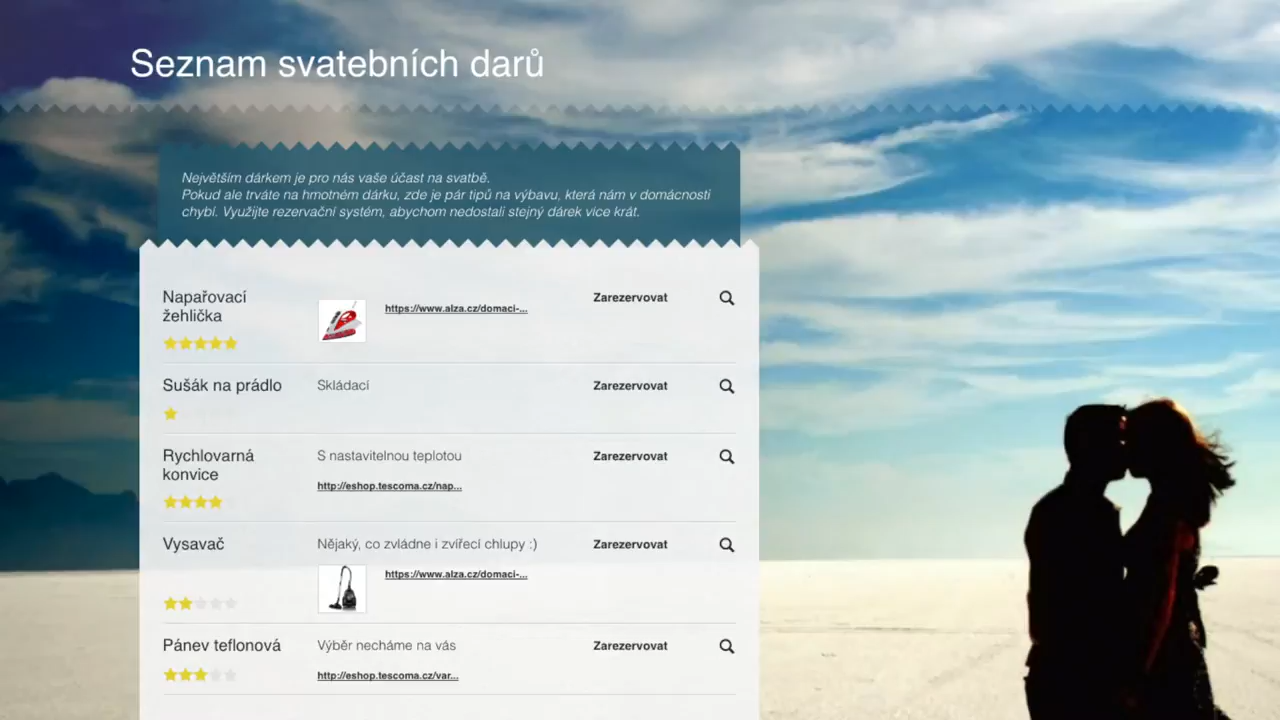 Seznam svatebních darů
Největším dárkem je pro nás vaše účast na svatbě.
Pokud ale trváte na hmotném dárku, zde je pár tipů na výbavu, která nám v domácnosti
chybí. Využijte rezervační systém, abychom nedostali stejný dárek více krát.
Napařovací
žehlička
https://www.alza.cz/domaci-...
Zarezervovat
Sušák na prádlo
Skládací
Zarezervovat
Rychlovarná
konvice
S nastavitelnou teplotou
http://eshop.tescoma.cz/nap...
Zarezervovat
Vysavač
Nějaký, co zvládne i zvířecí chlupy :)
https://www.alza.cz/domaci-...
Zarezervovat
Pánev teflonová
Výběr necháme na vás
http://eshop.tescoma.cz/var...
Zarezervovat